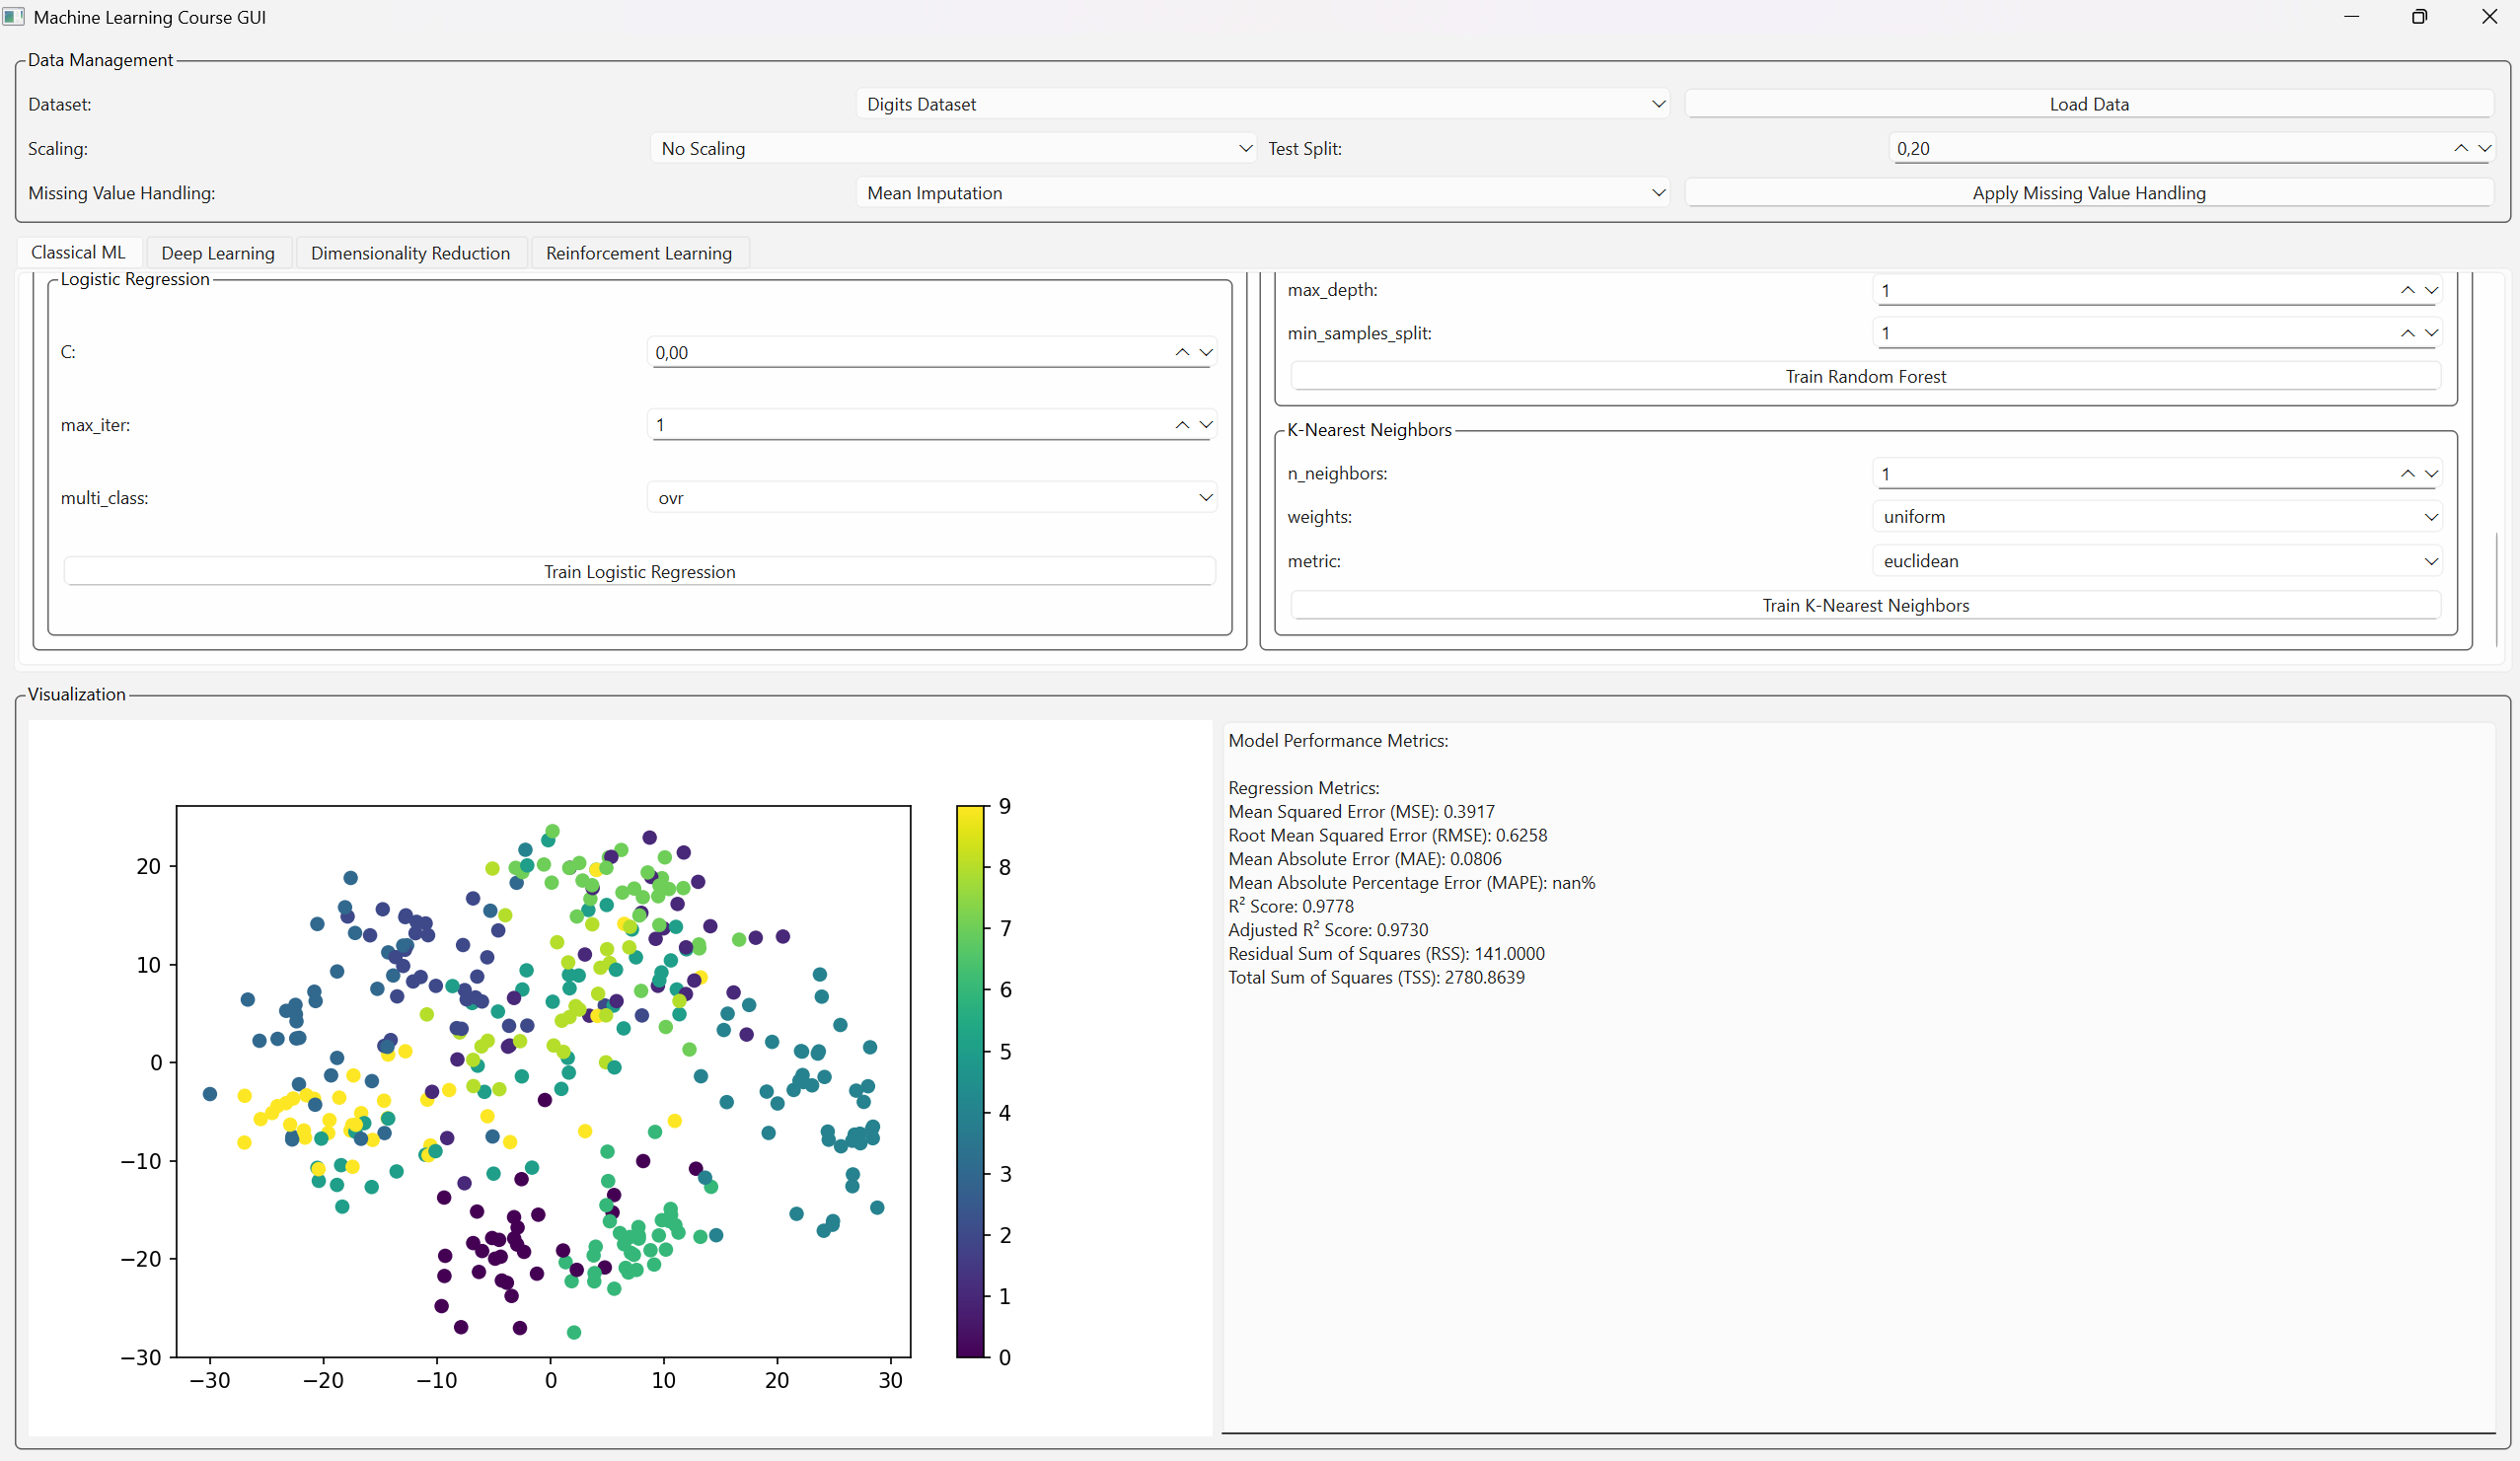 Machine Learning Course GUI
Data Management
Dataset: Digits Dataset Load Data
Scaling: No Scaling Test Split: 0,20
Missing Value Handling: Mean Imputation Apply Missing Value Handling
Classical ML Deep Learning Dimensionality Reduction Reinforcement Learning
Logistic Regression
C: 0,00
max_iter: 1
multi_class: ovr
Train Logistic Regression
max_depth: 1
min_samples_split: 1
Train Random Forest
K-Nearest Neighbors
n_neighbors: 1
weights: uniform
metric: euclidean
Train K-Nearest Neighbors
Visualization
20
10
0
−10
−20
−30
−30 −20 −10 0 10 20 30
9
8
7
6
5
4
3
2
1
0
Model Performance Metrics:
Regression Metrics:
Mean Squared Error (MSE): 0.3917
Root Mean Squared Error (RMSE): 0.6258
Mean Absolute Error (MAE): 0.0806
Mean Absolute Percentage Error (MAPE): nan%
R² Score: 0.9778
Adjusted R² Score: 0.9730
Residual Sum of Squares (RSS): 141.0000
Total Sum of Squares (TSS): 2780.8639